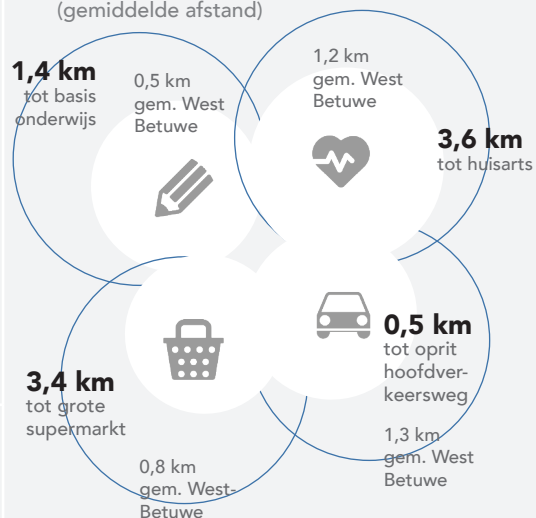 (gemiddelde afstand)
1,4 km
tot basis
onderwijs
0,5 km
gem. West
Betuwe
1,2 km
gem. West
Betuwe
3,6 km
tot huisarts
3,4 km
tot grote
supermarkt
0,8 km
gem. West-
Betuwe
0,5 km
tot oprit
hoofdver-
keersweg
1,3 km
gem. West
Betuwe